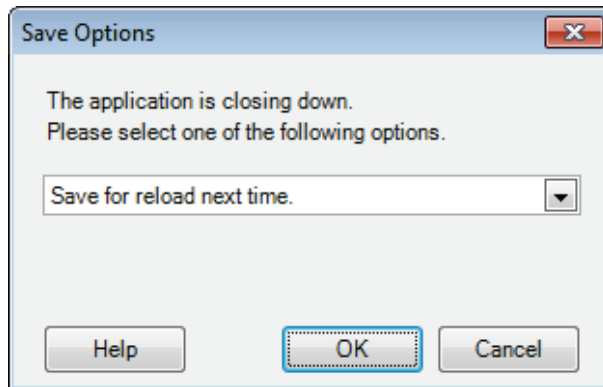 Save Options
The application is closing down.
Please select one of the following options.
Save for reload next time.
Help
OK
Cancel